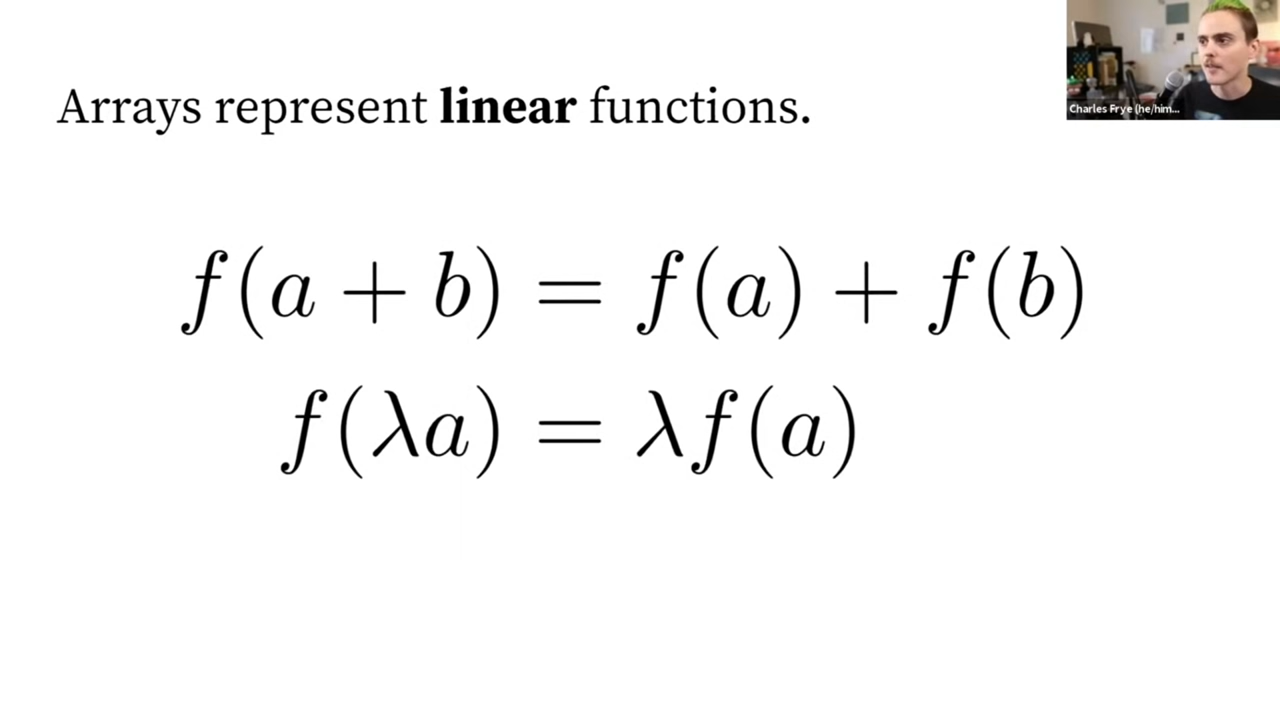 Arrays represent linear functions.
f(a + b) = f(a) + f(b)
f(λa) = λf(a)
Charles Frye (he/him...